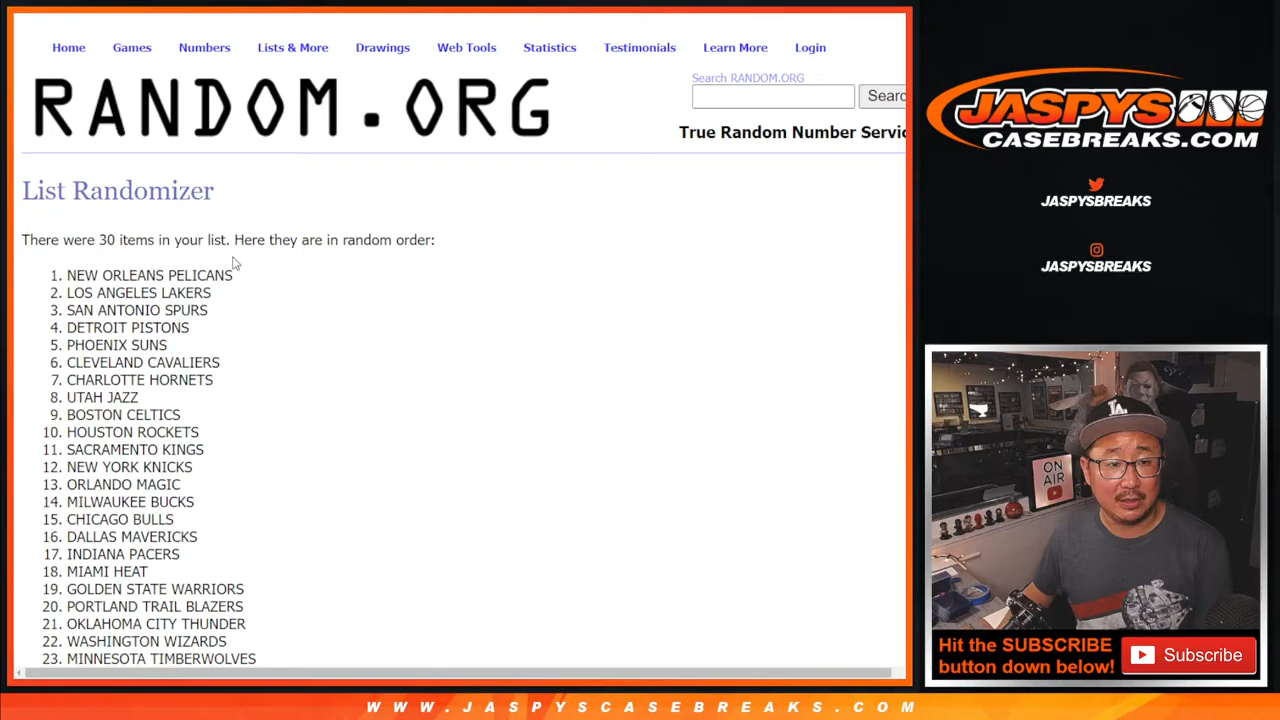 Home Games Numbers Lists & More Drawings Web Tools Statistics Testimonials Learn More Login
RANDOM.ORG
Search RANDOM.ORG
Searc
True Random Number Servic
List Randomizer
There were 30 items in your list. Here they are in random order:
1. NEW ORLEANS PELICANS
2. LOS ANGELES LAKERS
3. SAN ANTONIO SPURS
4. DETROIT PISTONS
5. PHOENIX SUNS
6. CLEVELAND CAVALIERS
7. CHARLOTTE HORNETS
8. UTAH JAZZ
9. BOSTON CELTICS
10. HOUSTON ROCKETS
11. SACRAMENTO KINGS
12. NEW YORK KNICKS
13. ORLANDO MAGIC
14. MILWAUKEE BUCKS
15. CHICAGO BULLS
16. DALLAS MAVERICKS
17. INDIANA PACERS
18. MIAMI HEAT
19. GOLDEN STATE WARRIORS
20. PORTLAND TRAIL BLAZERS
21. OKLAHOMA CITY THUNDER
22. WASHINGTON WIZARDS
23. MINNESOTA TIMBERWOLVES
JASPYS
CASEBREAKS.COM
JASPYSBREAKS
JASPYSBREAKS
ON
AIR
LA
Hit the SUBSCRIBE
button down below!
Subscribe
WWW.JASPYSCASEBREAKS.COM